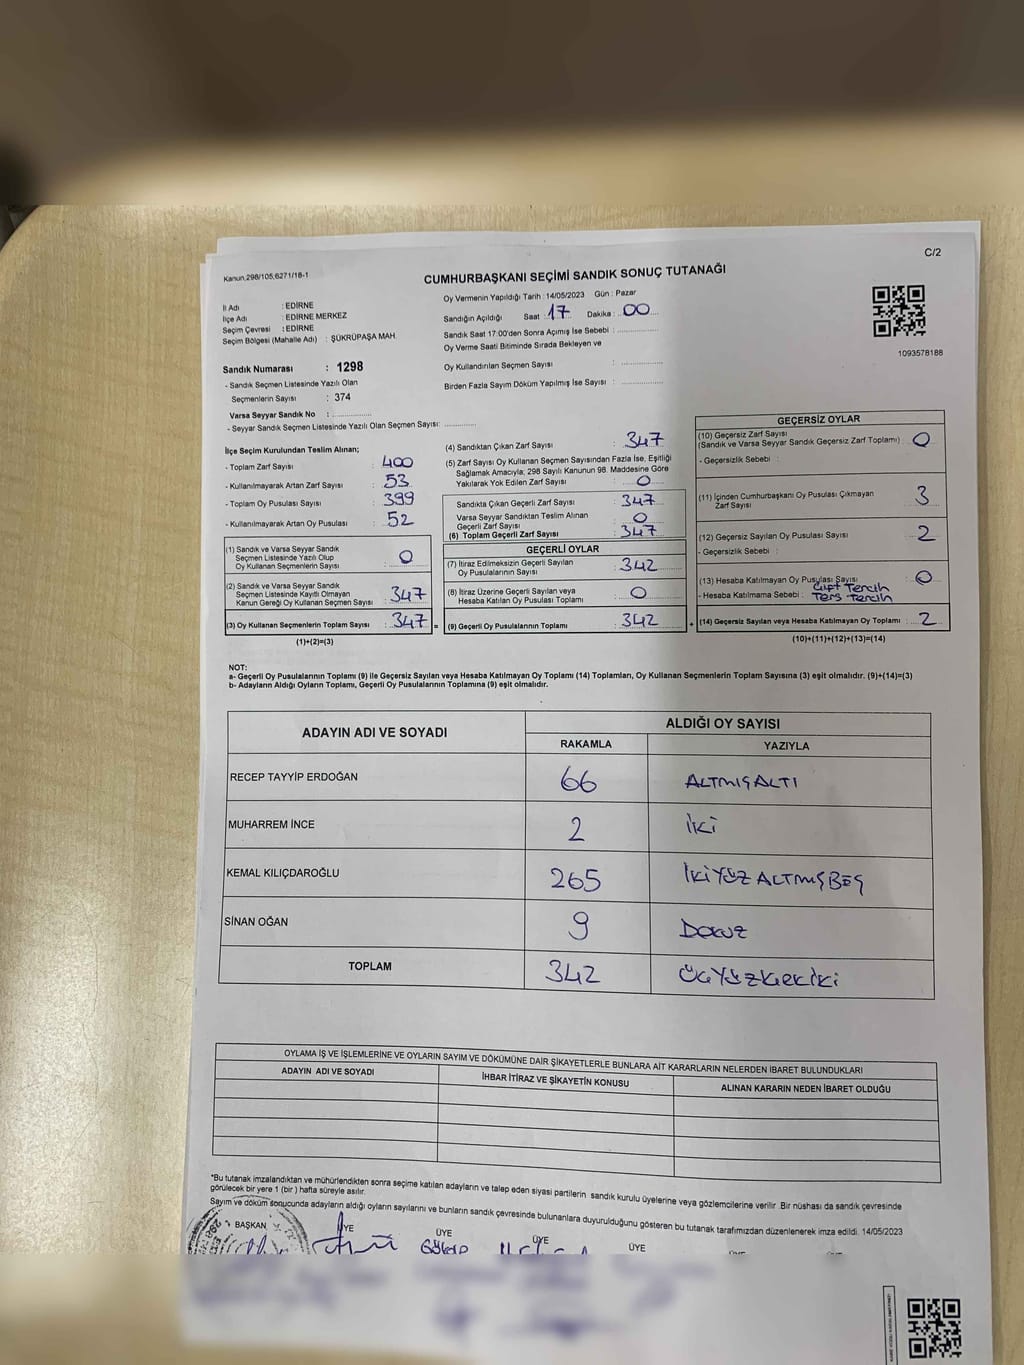 C/2
Kanun,298/105,6271/18-1
CUMHURBAŞKANI SEÇİMİ SANDIK SONUÇ TUTANAĞI
İl Adı : EDİRNE
İlçe Adı : EDİRNE MERKEZ
Seçim Çevresi : EDİRNE
Seçim Bölgesi (Mahalle Adı) : ŞÜKRÜPAŞA MAH.
Sandık Numarası : 1298
- Sandık Seçmen Listesinde Yazılı Olan
Seçmenlerin Sayısı : 374
Varsa Seyyar Sandık No : ..................
- Seyyar Sandık Seçmen Listesinde Yazılı Olan Seçmen Sayısı: ..............
Oy Vermenin Yapıldığı Tarih : 14/05/2023 Gün : Pazar
Sandığın Açıldığı Saat : 17 Dakika : 00
Sandık Saat 17:00'den Sonra Açımış İse Sebebi : ..................
Oy Verme Saati Bitiminde Sırada Bekleyen ve
Oy Kullandırılan Seçmen Sayısı : ..................
Birden Fazla Sayım Döküm Yapılmış İse Sayısı : ..................
1093578188
İlçe Seçim Kurulundan Teslim Alınan;
- Toplam Zarf Sayısı : 400
- Kullanılmayarak Artan Zarf Sayısı : 53
- Toplam Oy Pusulası Sayısı : 399
- Kullanılmayarak Artan Oy Pusulası : 52
(1) Sandık ve Varsa Seyyar Sandık
Seçmen Listesinde Yazılı Olup
Oy Kullanan Seçmenlerin Sayısı : 0
(2) Sandık ve Varsa Seyyar Sandık
Seçmen Listesinde Kayıtlı Olmayan
Kanun Gereği Oy Kullanan Seçmen Sayısı : 347
(3) Oy Kullanan Seçmenlerin Toplam Sayısı : 347 =
(1)+(2)=(3)
(4) Sandıktan Çıkan Zarf Sayısı : 347
(5) Zarf Sayısı Oy Kullanan Seçmen Sayısından Fazla İse, Eşitliği
Sağlamak Amacıyla, 298 Sayılı Kanunun 98. Maddesine Göre
Yakılarak Yok Edilen Zarf Sayısı : 0
Sandıkta Çıkan Geçerli Zarf Sayısı : 347
Varsa Seyyar Sandıktan Teslim Alınan
Geçerli Zarf Sayısı : 0
(6) Toplam Geçerli Zarf Sayısı : 347
GEÇERLİ OYLAR
(7) İtiraz Edilmeksizin Geçerli Sayılan
Oy Pusulalarının Sayısı : 342
(8) İtiraz Üzerine Geçerli Sayılan veya
Hesaba Katılan Oy Pusulası Toplamı : 0
(9) Geçerli Oy Pusulalarının Toplamı : 342 +
GEÇERSİZ OYLAR
(10) Geçersiz Zarf Sayısı
(Sandık ve Varsa Seyyar Sandık Geçersiz Zarf Toplamı) : 0
- Geçersizlik Sebebi :
(11) İçinden Cumhurbaşkanı Oy Pusulası Çıkmayan
Zarf Sayısı : 3
(12) Geçersiz Sayılan Oy Pusulası Sayısı : 2
- Geçersizlik Sebebi :
(13) Hesaba Katılmayan Oy Pusulası Sayısı : 0
Çift Tercih
- Hesaba Katılmama Sebebi : Ters Tercih
(14) Geçersiz Sayılan veya Hesaba Katılmayan Oy Toplamı : 2
(10)+(11)+(12)+(13)=(14)
NOT:
a- Geçerli Oy Pusulalarının Toplamı (9) ile Geçersiz Sayılan veya Hesaba Katılmayan Oy Toplamı (14) Toplamları, Oy Kullanan Seçmenlerin Toplam Sayısına (3) eşit olmalıdır. (9)+(14)=(3)
b- Adayların Aldığı Oyların Toplamı, Geçerli Oy Pusulalarının Toplamına (9) eşit olmalıdır.
ADAYIN ADI VE SOYADI ALDIĞI OY SAYISI
RAKAMLA YAZIYLA
RECEP TAYYİP ERDOĞAN 66 ALTMIŞALTI
MUHARREM İNCE 2 İKİ
KEMAL KILIÇDAROĞLU 265 İKİYÜZ ALTMIŞBEŞ
SİNAN OĞAN 9 DOKUZ
TOPLAM 342 ÜÇYÜZKIRKİKİ
OYLAMA İŞ VE İŞLEMLERİNE VE OYLARIN SAYIM VE DÖKÜMÜNE DAİR ŞİKAYETLERLE BUNLARA AİT KARARLARIN NELERDEN İBARET BULUNDUKLARI
ADAYIN ADI VE SOYADI İHBAR İTİRAZ VE ŞİKAYETİN KONUSU ALINAN KARARIN NEDEN İBARET OLDUĞU
*Bu tutanak imzalandıktan ve mühürlendikten sonra seçime katılan adayların ve talep eden siyasi partilerin sandık kurulu üyelerine veya gözlemcilerine verilir. Bir nüshası da sandık çevresinde
görülecek bir yere 1 (bir ) hafta süreyle asılır.
Sayım ve döküm sonucunda adayların aldığı oyların sayılarını ve bunların sandık çevresinde bulunanlara duyurulduğunu gösteren bu tutanak tarafımızdan düzenlenerek imza edildi. 14/05/2023
BAŞKAN ÜYE ÜYE ÜYE ÜYE